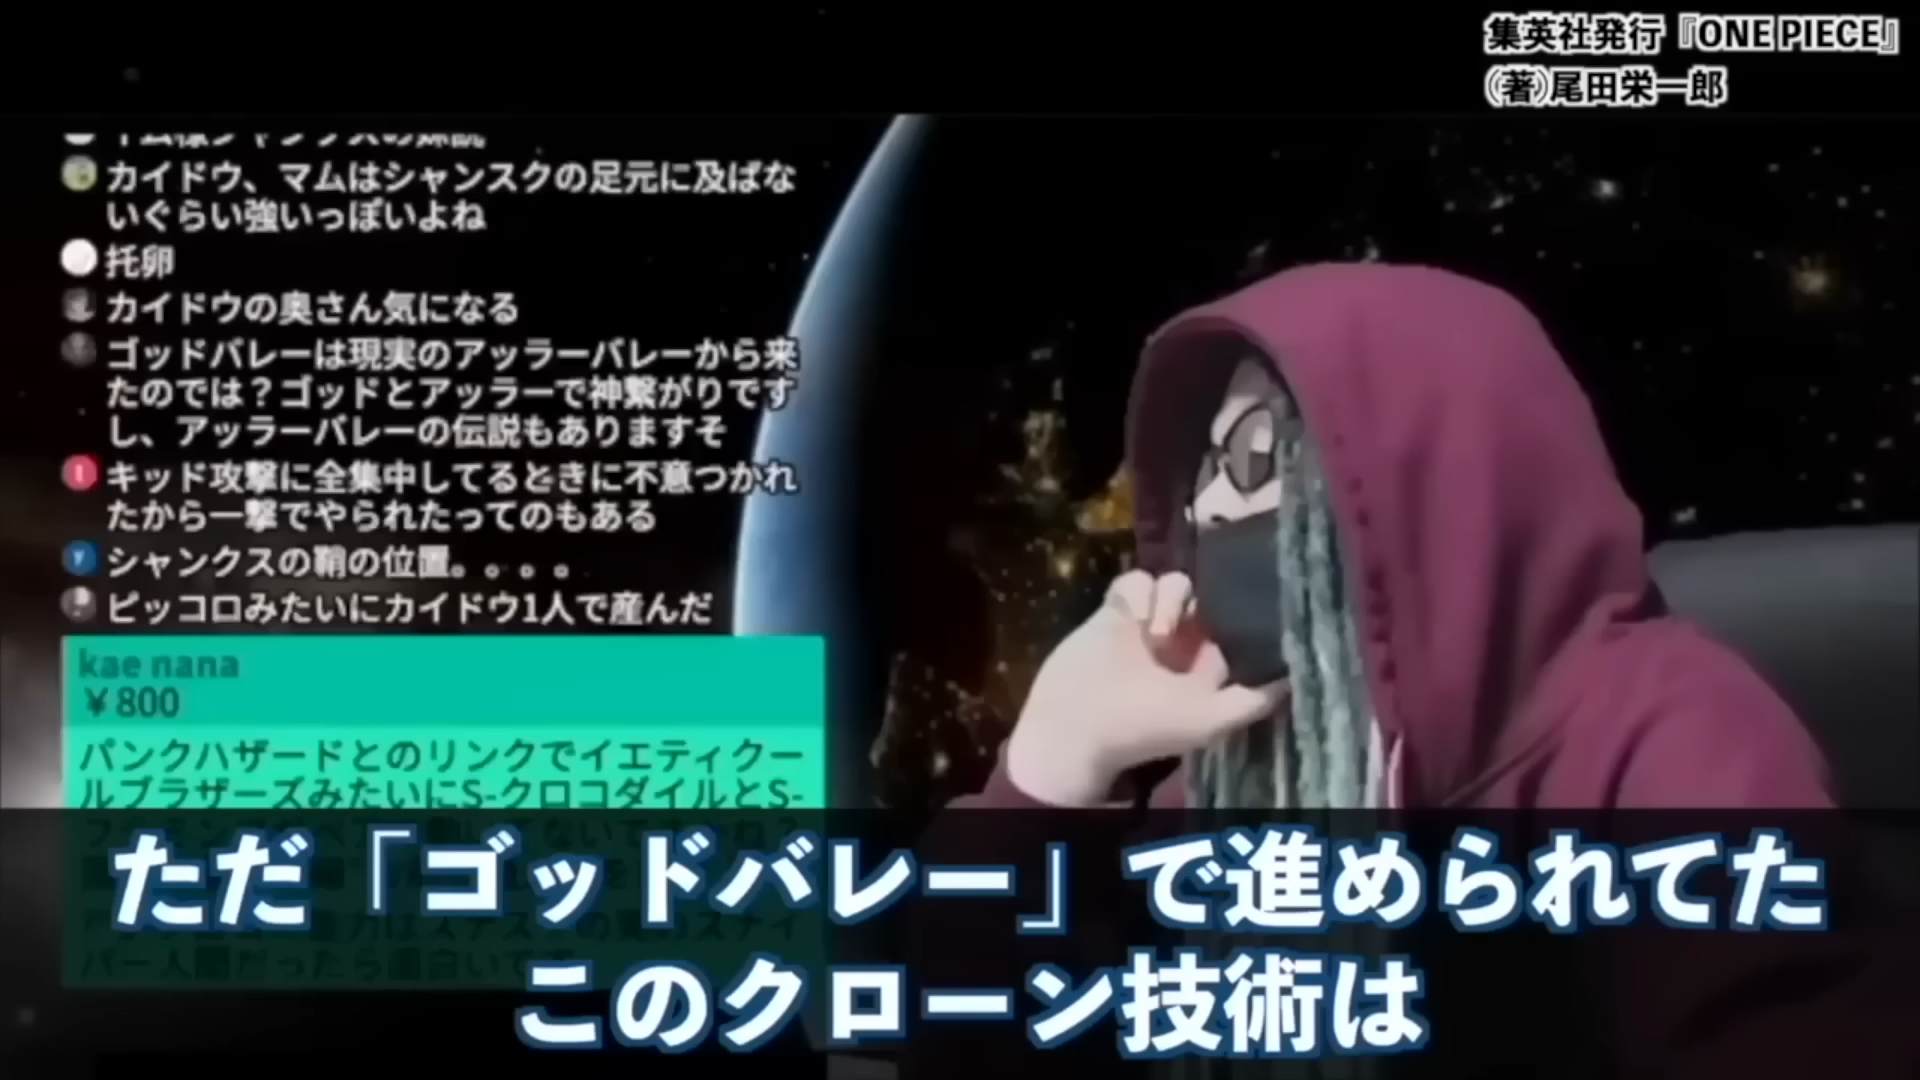 集英社発行『ONE PIECE』
(著)尾田栄一郎
カイドウ、マムはシャンスクの足元に及ばな
いぐらい強いっぽいよね
托卵
カイドウの奥さん気になる
ゴッドバレーは現実のアッラーバレーから来
たのでは？ゴッドとアッラーで神繋がりです
し、アッラーバレーの伝説もありますそ
キッド攻撃に全集中してるときに不意つかれ
たから一撃でやられたってのもある
シャンクスの鞘の位置。。。。
ピッコロみたいにカイドウ1人で産んだ
kae nana
￥800
パンクハザードとのリンクでイエティクー
ルブラザーズみたいにS-クロコダイルとS-
ただ「ゴッドバレー」で進められてた
このクローン技術は